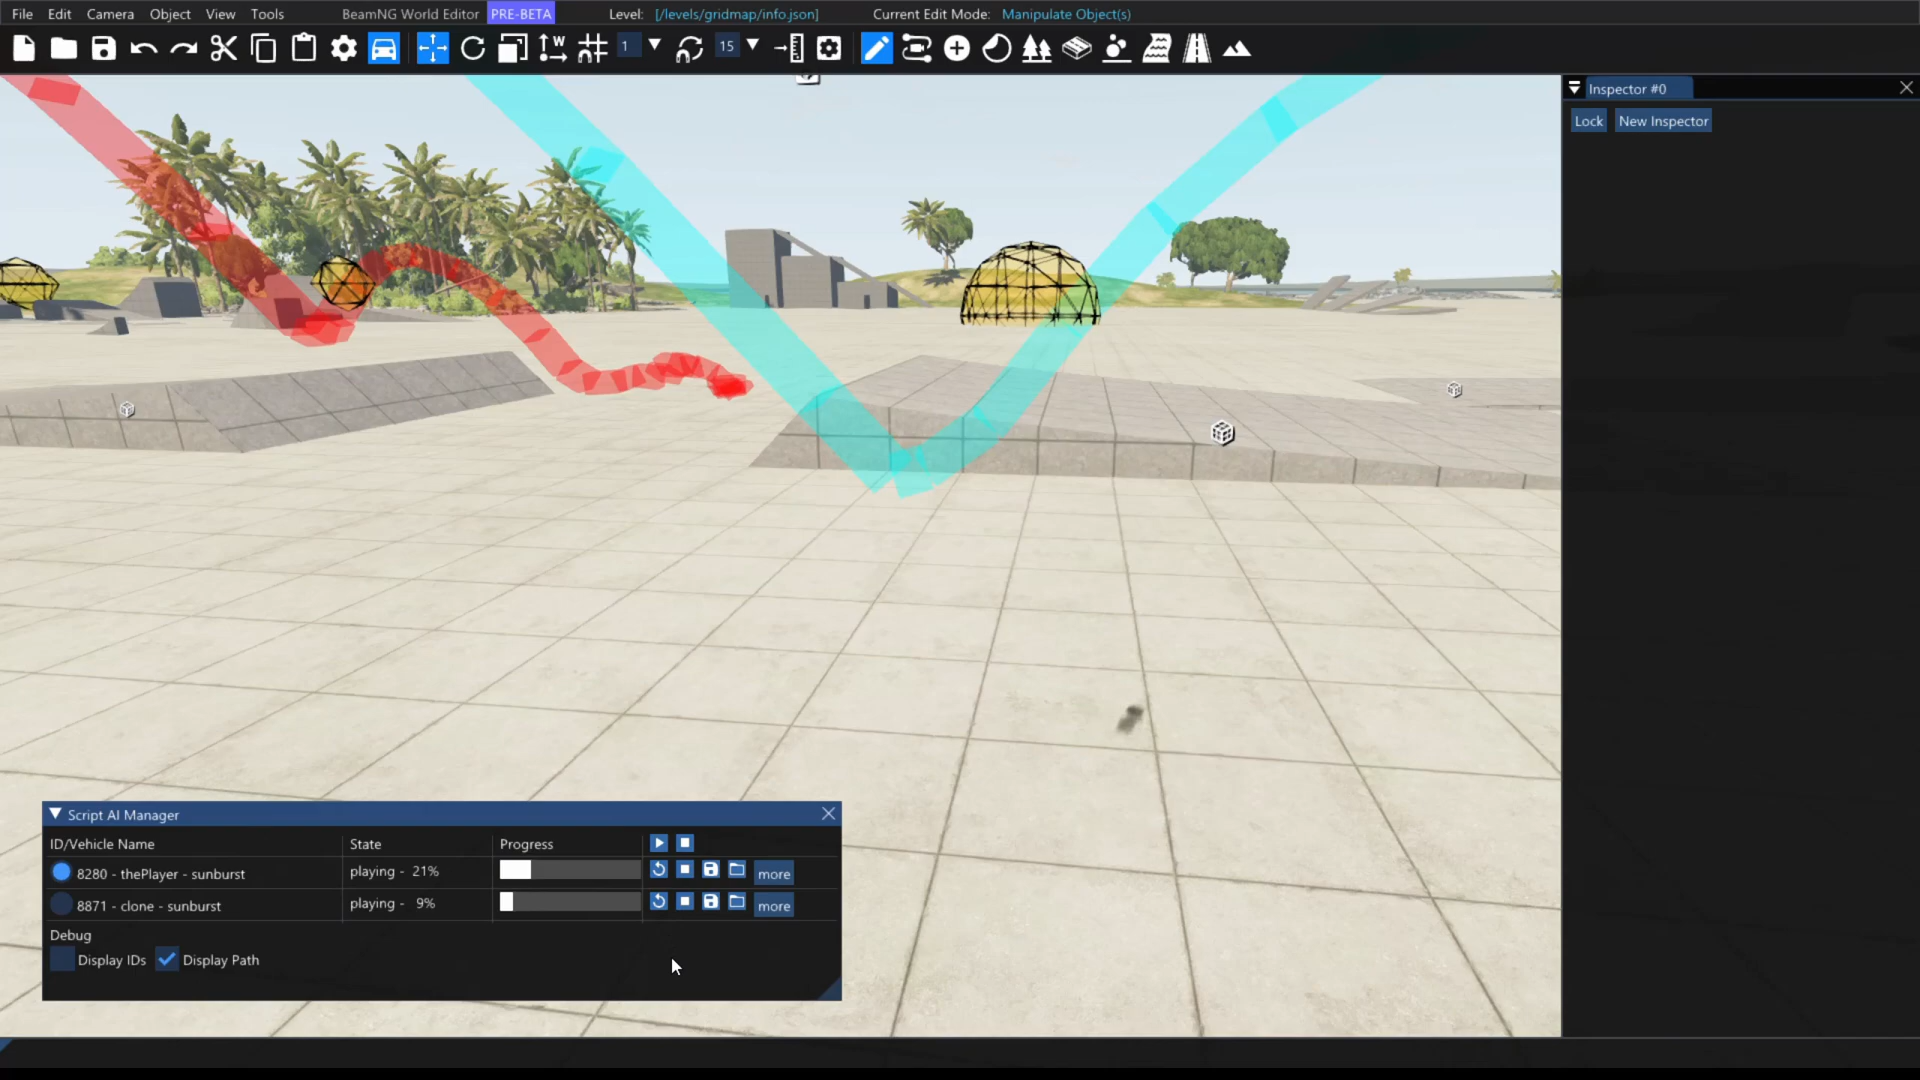 File Edit Camera Object View Tools BeamNG World Editor PRE-BETA Level: [/levels/gridmap/info.json] Current Edit Mode: Manipulate Object(s)
W 1 15
Inspector #0
Lock New Inspector
Script AI Manager
ID/Vehicle Name State Progress
8280 - thePlayer - sunburst playing - 21% more
8871 - clone - sunburst playing - 9% more
Debug
Display IDs Display Path